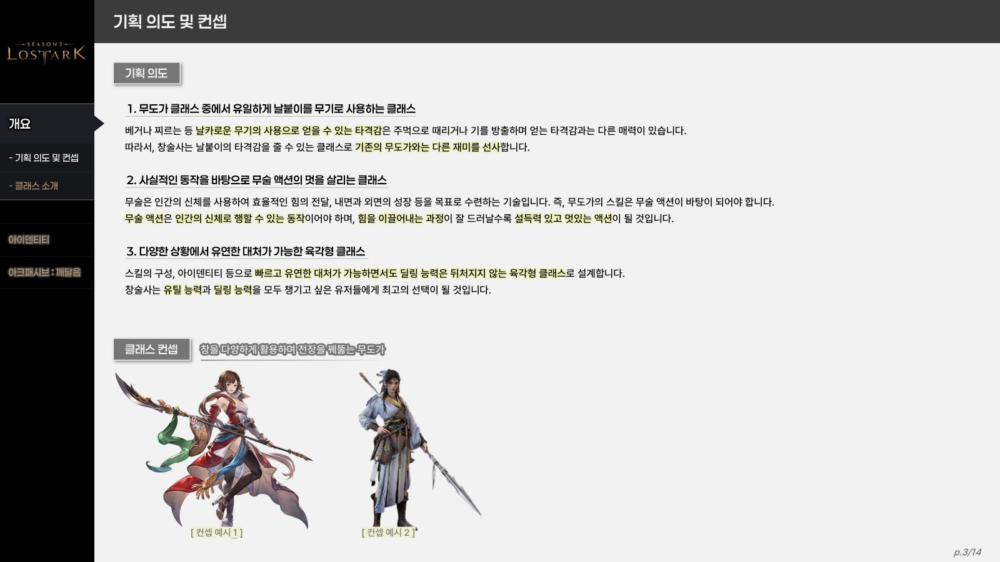 기획 의도 및 컨셉
SEASON3
LOSTARK
개요
- 기획 의도 및 컨셉
- 클래스 소개
아이덴티티
아크패시브 : 깨달음
기획 의도
1. 무도가 클래스 중에서 유일하게 날붙이를 무기로 사용하는 클래스
베거나 찌르는 등 날카로운 무기의 사용으로 얻을 수 있는 타격감은 주먹으로 때리거나 기를 방출하며 얻는 타격감과는 다른 매력이 있습니다.
따라서, 창술사는 날붙이의 타격감을 줄 수 있는 클래스로 기존의 무도가와는 다른 재미를 선사합니다.
2. 사실적인 동작을 바탕으로 무술 액션의 멋을 살리는 클래스
무술은 인간의 신체를 사용하여 효율적인 힘의 전달, 내면과 외면의 성장 등을 목표로 수련하는 기술입니다. 즉, 무도가의 스킬은 무술 액션이 바탕이 되어야 합니다.
무술 액션은 인간의 신체로 행할 수 있는 동작이어야 하며, 힘을 이끌어내는 과정이 잘 드러날수록 설득력 있고 멋있는 액션이 될 것입니다.
3. 다양한 상황에서 유연한 대처가 가능한 육각형 클래스
스킬의 구성, 아이덴티티 등으로 빠르고 유연한 대처가 가능하면서도 딜링 능력은 뒤처지지 않는 육각형 클래스로 설계합니다.
창술사는 유틸 능력과 딜링 능력을 모두 챙기고 싶은 유저들에게 최고의 선택이 될 것입니다.
클래스 컨셉
창을 다양하게 활용하며 전장을 꿰뚫는 무도가
[ 컨셉 예시 1 ]
[ 컨셉 예시 2 ]
p.3/14